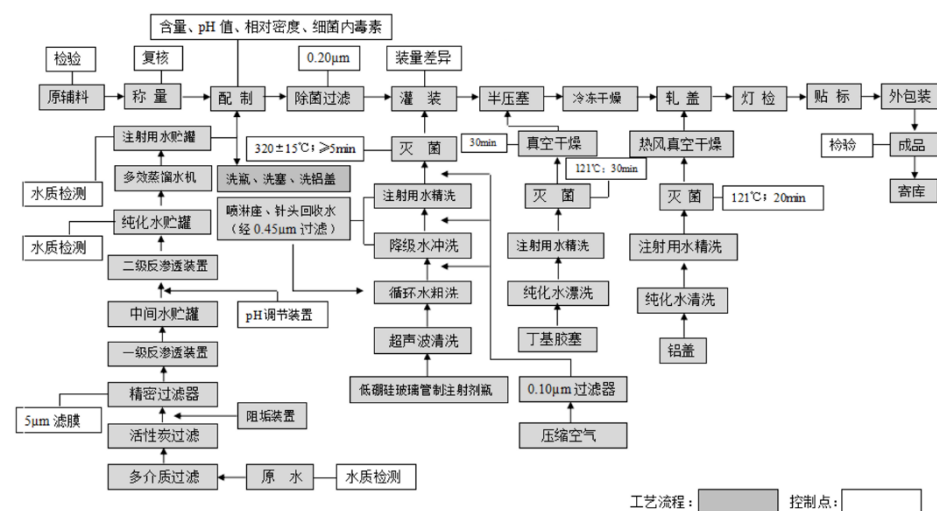 含量、pH 值、相对密度、细菌内毒素
检验
复核
0.20μm
装量差异
原辅料
称 量
配 制
除菌过滤
灌 装
半压塞
冷冻干燥
轧 盖
灯 检
贴 标
外包装
注射用水贮罐
320±15℃；⩾5min
灭 菌
30min
真空干燥
热风真空干燥
检验
成品
多效蒸馏水机
洗瓶、洗塞、洗铝盖
121℃；30min
水质检测
注射用水精洗
灭 菌
灭 菌
121℃；20min
寄库
纯化水贮罐
喷淋座、针头回收水
（经 0.45μm 过滤）
水质检测
降级水冲洗
注射用水精洗
注射用水精洗
二级反渗透装置
循环水粗洗
纯化水漂洗
纯化水清洗
中间水贮罐
pH 调节装置
超声波清洗
丁基胶塞
铝盖
一级反渗透装置
精密过滤器
低硼硅玻璃管制注射剂瓶
0.10μm 过滤器
5μm 滤膜
阻垢装置
活性炭过滤
压缩空气
多介质过滤
原 水
水质检测
工艺流程：
控制点：